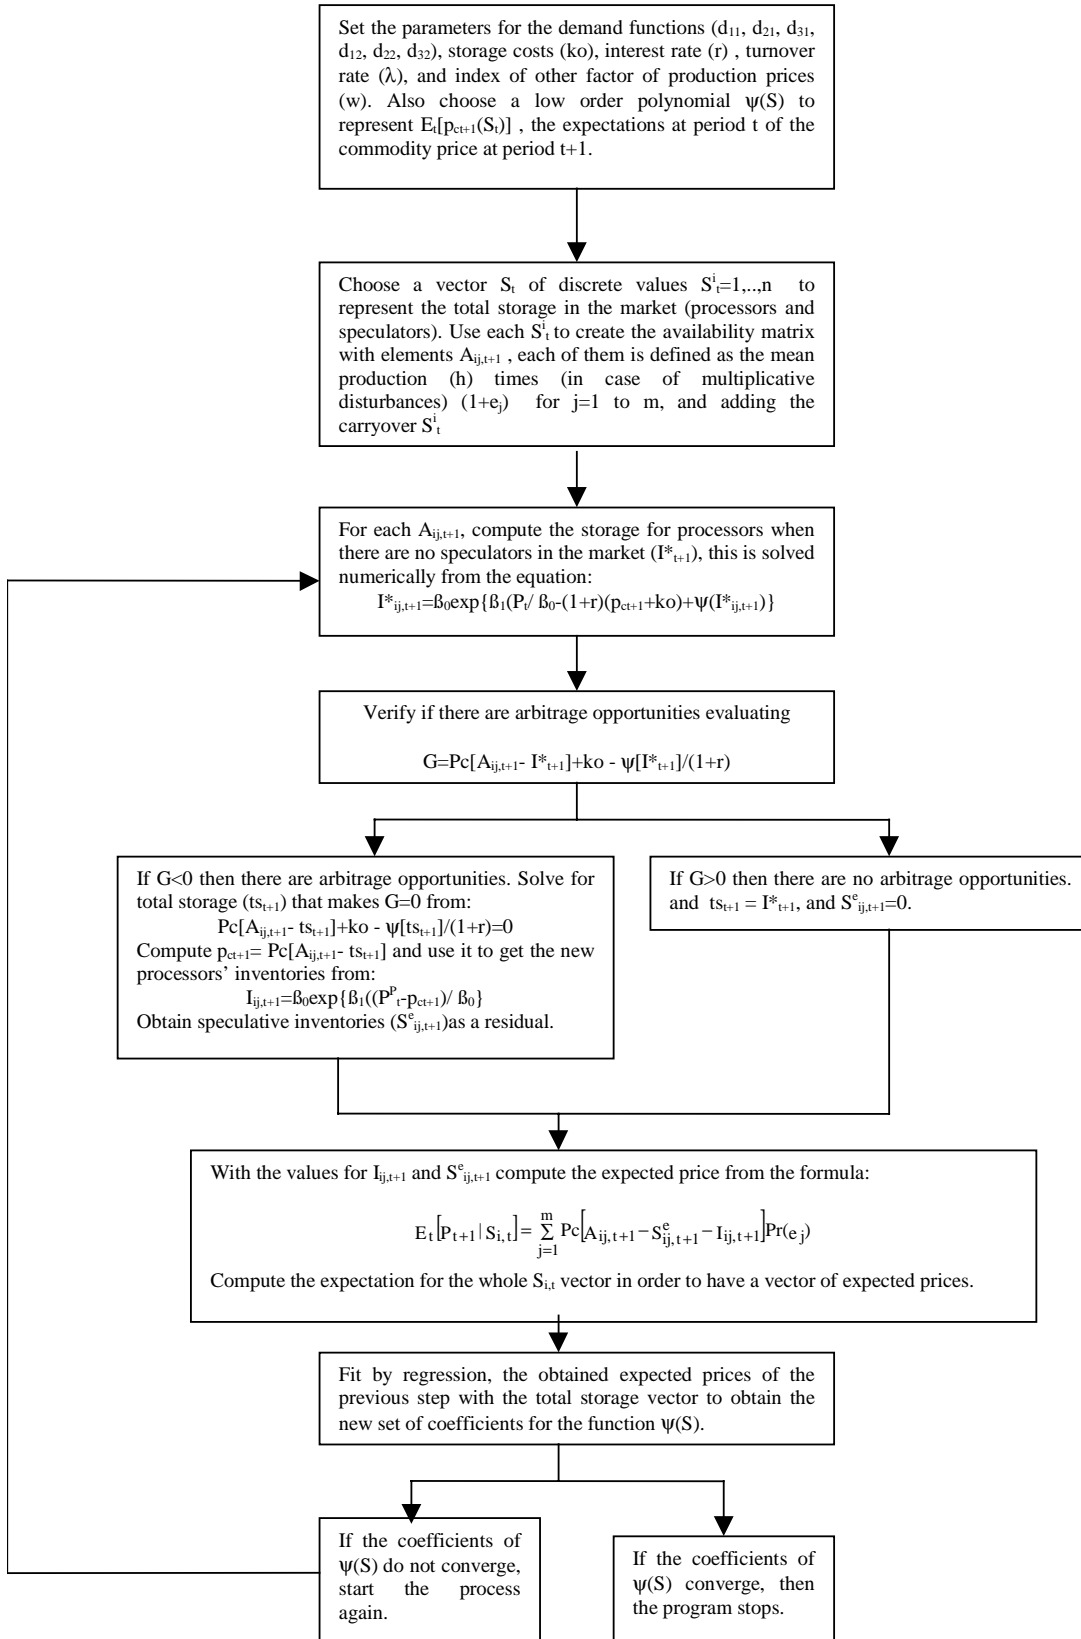 Set the parameters for the demand functions (d₁₁, d₂₁, d₃₁,
d₁₂, d₂₂, d₃₂), storage costs (ko), interest rate (r) , turnover
rate (λ), and index of other factor of production prices
(w). Also choose a low order polynomial ψ(S) to
represent Eₜ[pct+1(Sₜ)] , the expectations at period t of the
commodity price at period t+1.
Choose a vector Sₜ of discrete values Sⁱₜ=1,..,n to
represent the total storage in the market (processors and
speculators). Use each Sⁱₜ to create the availability matrix
with elements Aij,t+1 , each of them is defined as the mean
production (h) times (in case of multiplicative
disturbances) (1+eⱼ) for j=1 to m, and adding the
carryover Sⁱₜ
For each Aij,t+1, compute the storage for processors when
there are no speculators in the market (I*t+1), this is solved
numerically from the equation:
I*ij,t+1=ß₀exp{ß₁(Pₜ/ ß₀-(1+r)(pct+1+ko)+ψ(I*ij,t+1)}
Verify if there are arbitrage opportunities evaluating
G=Pc[Aij,t+1- I*t+1]+ko - ψ[I*t+1]/(1+r)
If G<0 then there are arbitrage opportunities. Solve for
total storage (tst+1) that makes G=0 from:
Pc[Aij,t+1- tst+1]+ko - ψ[tst+1]/(1+r)=0
Compute pct+1= Pc[Aij,t+1- tst+1] and use it to get the new
processors’ inventories from:
Iij,t+1=ß₀exp{ß₁((Pᴾₜ-pct+1)/ ß₀}
Obtain speculative inventories (Sᵉij,t+1)as a residual.
If G>0 then there are no arbitrage opportunities.
and tst+1 = I*t+1, and Sᵉij,t+1=0.
With the values for Iij,t+1 and Sᵉij,t+1 compute the expected price from the formula:
Eₜ[Pt+1|Si,t]= m∑j=1 Pc[Aij,t+1−Sᵉij,t+1−Iij,t+1]Pr(eⱼ)
Compute the expectation for the whole Si,t vector in order to have a vector of expected prices.
Fit by regression, the obtained expected prices of the
previous step with the total storage vector to obtain the
new set of coefficients for the function ψ(S).
If the coefficients of
ψ(S) do not converge,
start the process
again.
If the coefficients of
ψ(S) converge, then
the program stops.